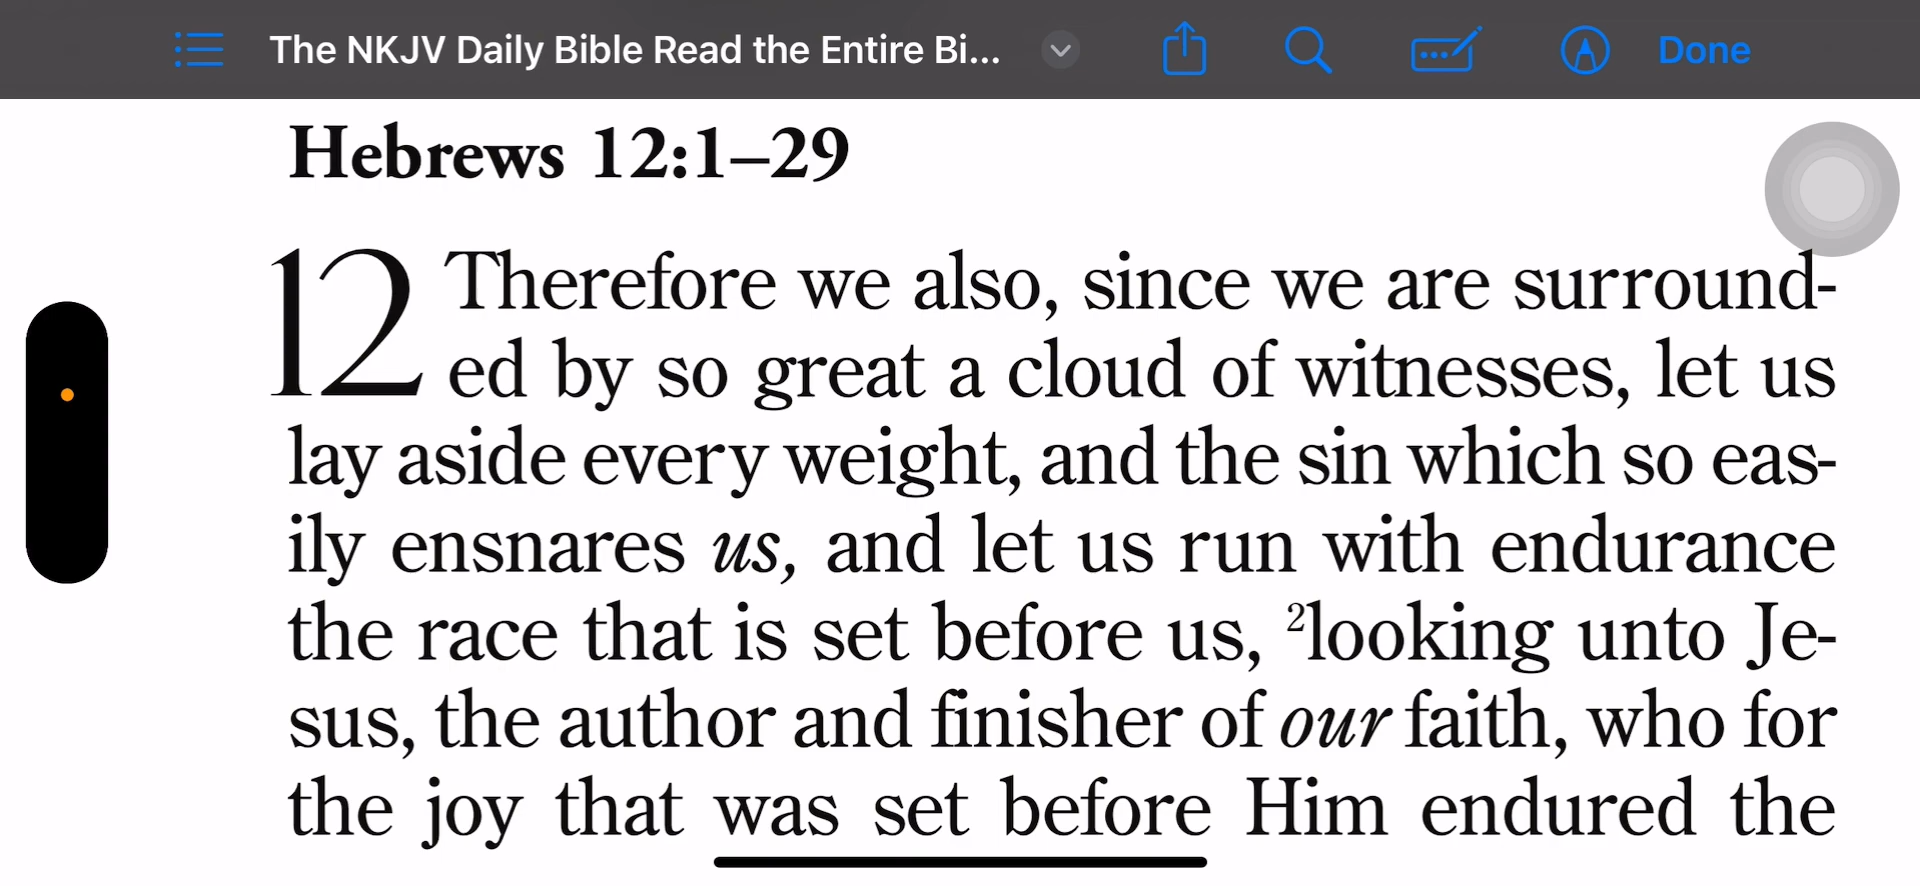 The NKJV Daily Bible Read the Entire Bi...
Done
Hebrews 12:1–29
12 Therefore we also, since we are surround-
ed by so great a cloud of witnesses, let us
lay aside every weight, and the sin which so eas-
ily ensnares us, and let us run with endurance
the race that is set before us, ²looking unto Je-
sus, the author and finisher of our faith, who for
the joy that was set before Him endured the